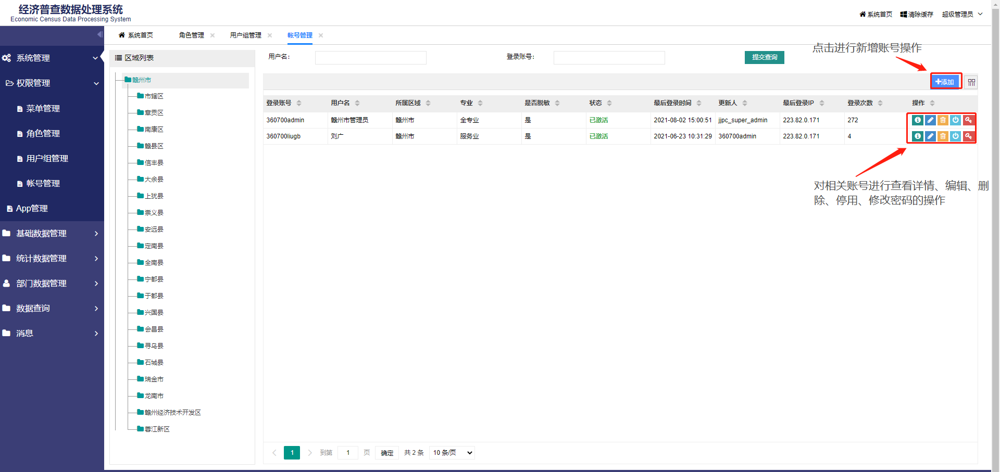 经济普查数据处理系统
Economic Census Data Processing System
系统首页 清除缓存 超级管理员
系统首页 角色管理 用户组管理 帐号管理
系统管理
权限管理
菜单管理
角色管理
用户组管理
帐号管理
App管理
基础数据管理
统计数据管理
部门数据管理
数据查询
消息
区域列表
赣州市
市辖区
章贡区
南康区
赣县区
信丰县
大余县
上犹县
崇义县
安远县
定南县
全南县
宁都县
于都县
兴国县
会昌县
寻乌县
石城县
瑞金市
龙南市
赣州经济技术开发区
蓉江新区
用户名: 登录账号: 提交查询
点击进行新增账号操作
添加
登录账号 用户名 所属区域 专业 是否脱敏 状态 最后登录时间 更新人 最后登录IP 登录次数 操作
360700admin 赣州市管理员 赣州市 全专业 是 已激活 2021-08-02 15:00:51 jjpc_super_admin 223.82.0.171 272
360700liugb 刘广 赣州市 服务业 是 已激活 2021-06-23 10:31:29 360700admin 223.82.0.171 4
对相关账号进行查看详情、编辑、删
除、停用、修改密码的操作
1 到第 1 页 确定 共 2 条 10 条/页